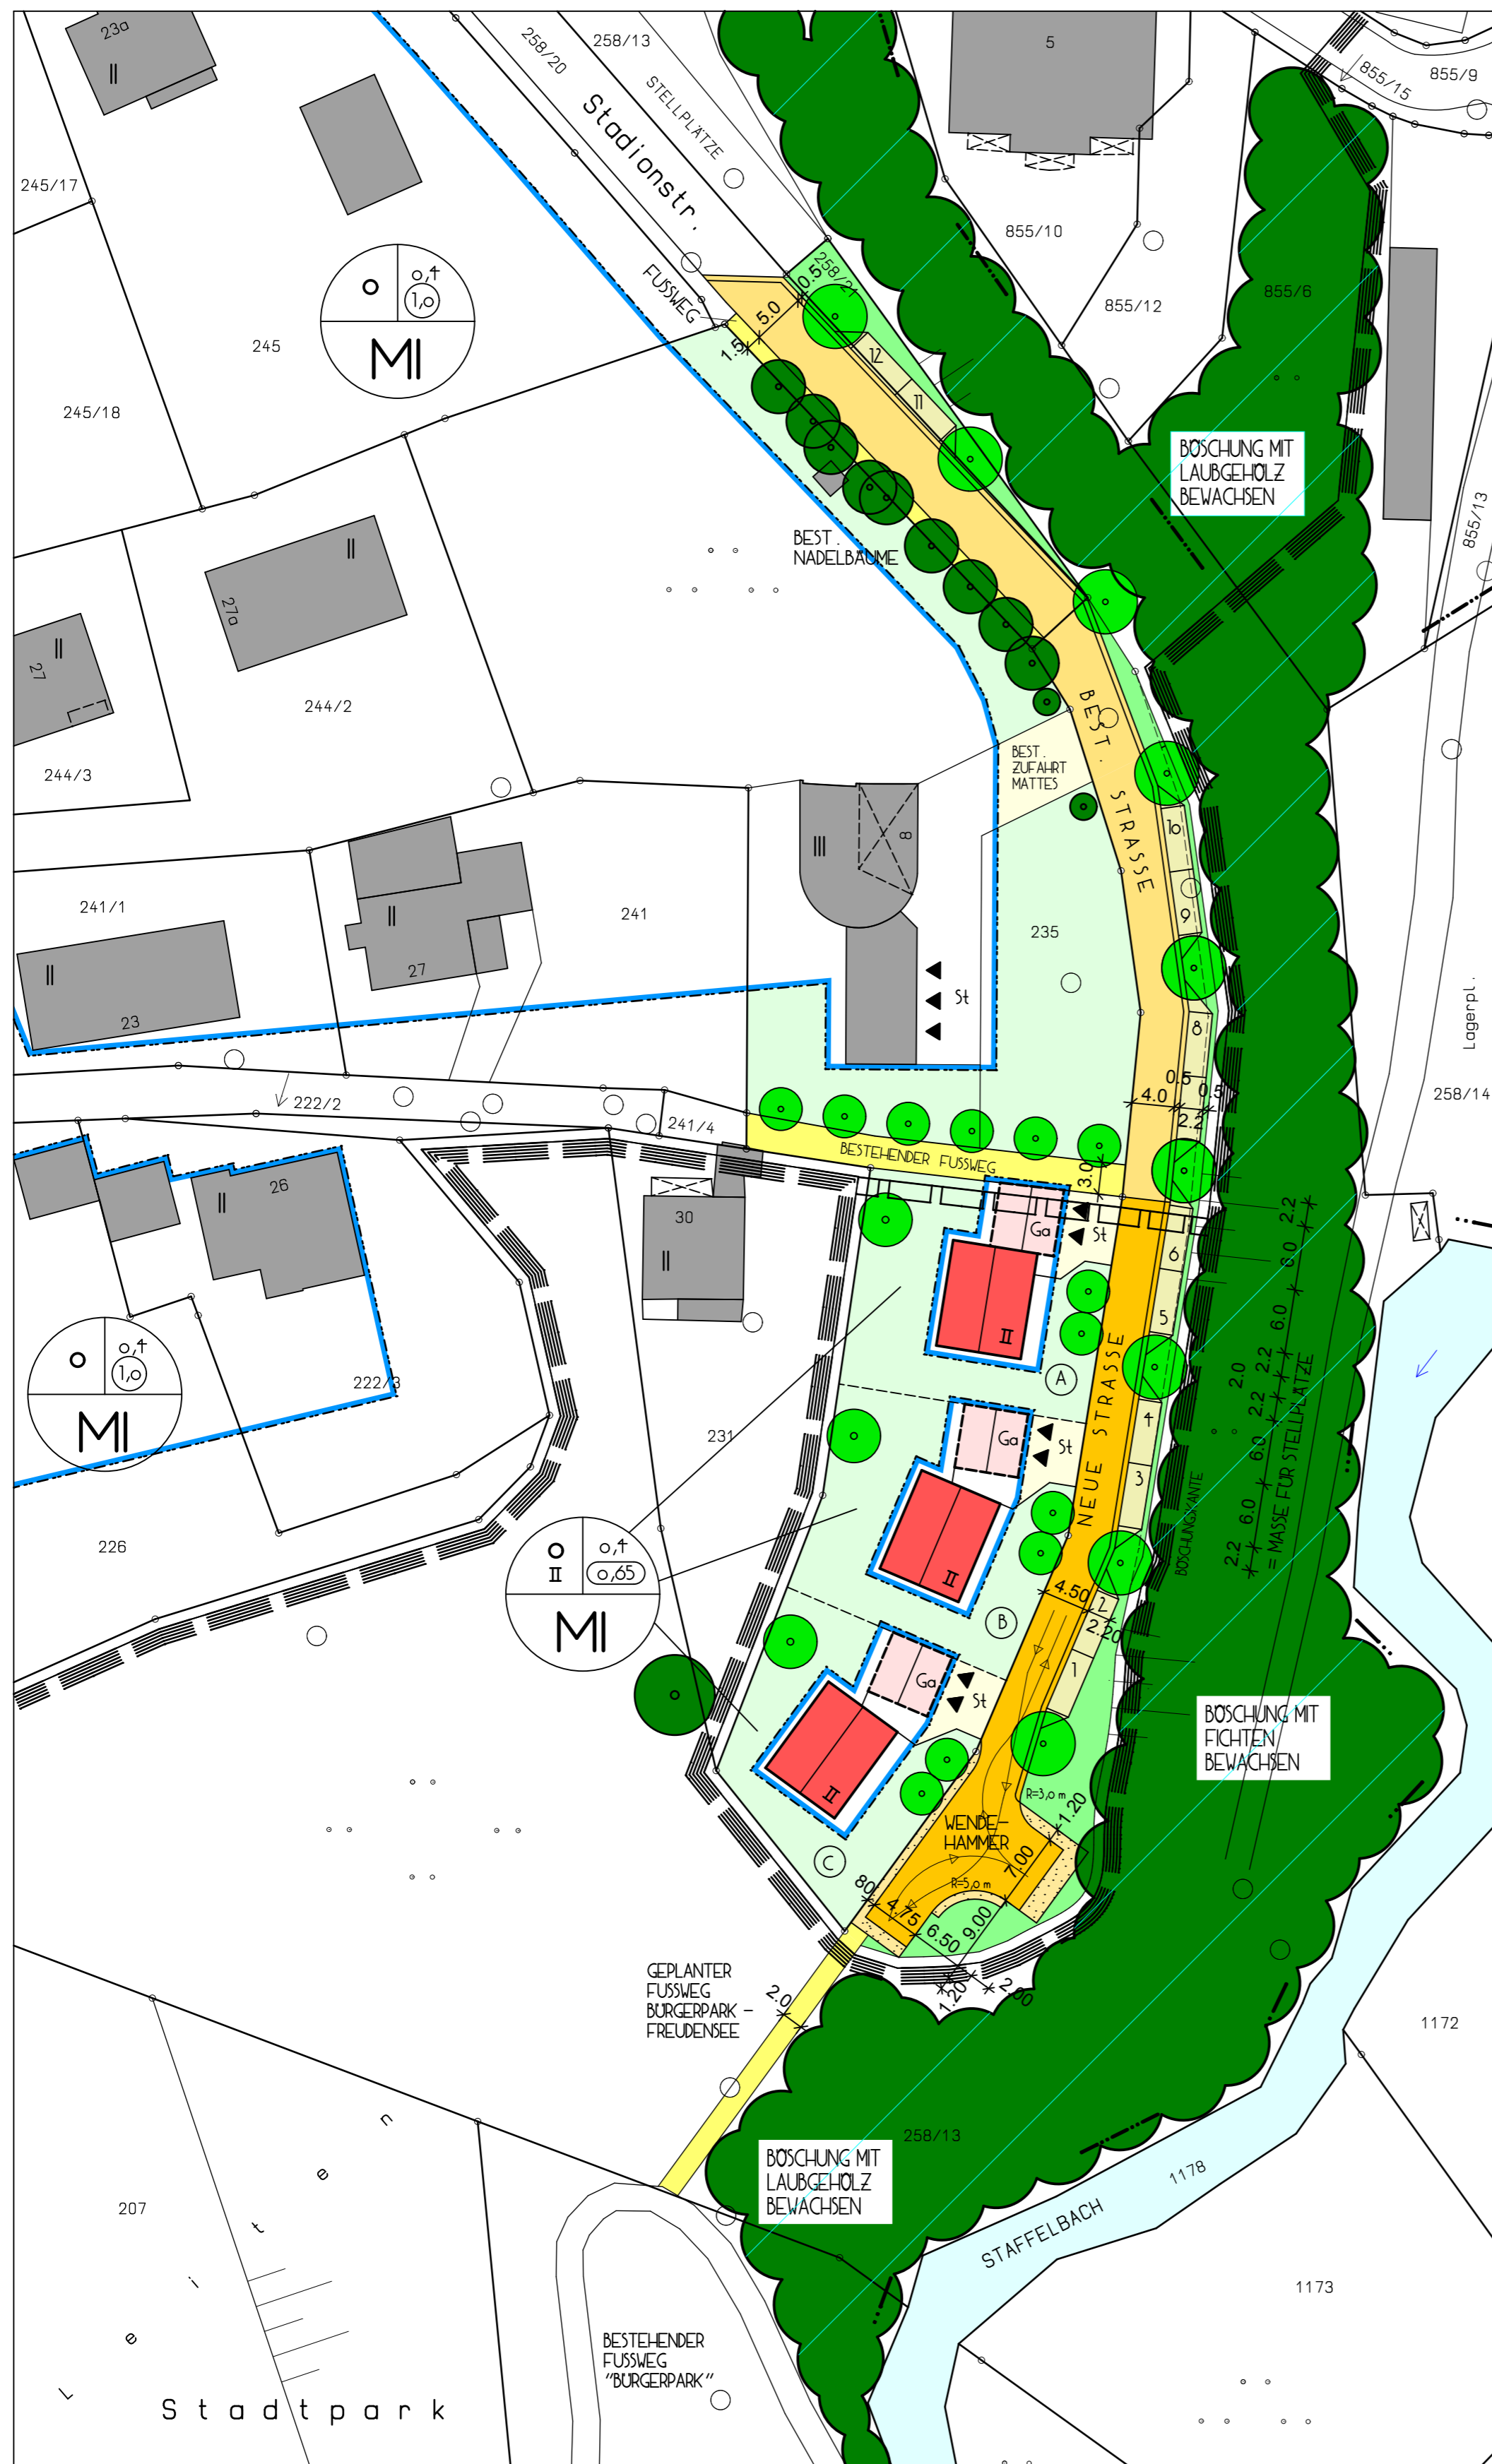 23a
II
5
258/20
258/13
STELLPLÄTZE
Stadionstr.
855/15
855/9
245/17
855/10
o
0,4
1,0
MI
FUSSWEG
258/21
0.5
5.0
1.5
855/12
855/6
245
245/18
12
11
BÖSCHUNG MIT
LAUBGEHÖLZ
BEWACHSEN
855/13
BEST.
NADELBÄUME
II
27a
II
27
244/2
244/3
BEST. STRASSE
BEST.
ZUFAHRT
MATTES
10
9
III
8
241/1
II
27
241
235
II
23
St
Lagerpl.
8
0.5
4.0
0.5
2.2
258/14
222/2
241/4
BESTEHENDER FUSSWEG
3.0
II
26
30
II
Ga
St
6
5
2.2
6.0
6.0
2.2
2.0
2.2
6.0
6.0
2.2
= MASSE FÜR STELLPLÄTZE
II
A
NEUE STRASSE
o
0,4
1,0
MI
222/3
231
Ga
St
4
3
BÖSCHUNGSKANTE
226
o
II
0,4
0,65
MI
II
B
4.50
2
2.20
1
Ga
St
II
BÖSCHUNG MIT
FICHTEN
BEWACHSEN
R=3,0 m
1.20
WENDE-
HAMMER
7.00
C
80
R=5,0 m
4.75
6.50
9.00
1.20
2.00
GEPLANTER
FUSSWEG
BÜRGERPARK -
FREUDENSEE
2.0
1172
258/13
BÖSCHUNG MIT
LAUBGEHÖLZ
BEWACHSEN
1178
STAFFELBACH
207
Leiten
1173
BESTEHENDER
FUSSWEG
"BÜRGERPARK"
Stadtpark